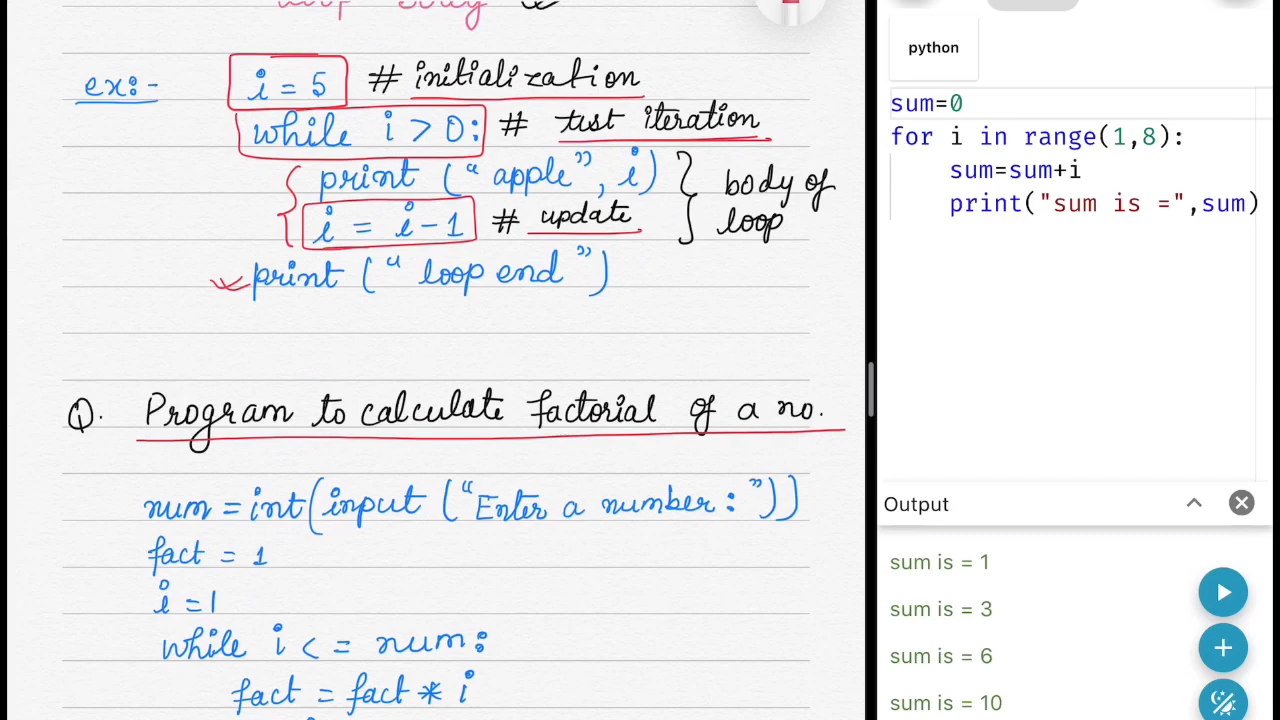 loop body
ex:- i = 5 # initialization
while i > 0: # test iteration
print ("apple", i)
i = i-1 # update
body of
loop
print ("loop end")
Q. Program to calculate factorial of a no.
num = int(input ("Enter a number:"))
fact = 1
i = 1
while i <= num:
fact = fact * i
python
sum=0
for i in range(1,8):
sum=sum+i
print("sum is =",sum)
Output
sum is = 1
sum is = 3
sum is = 6
sum is = 10